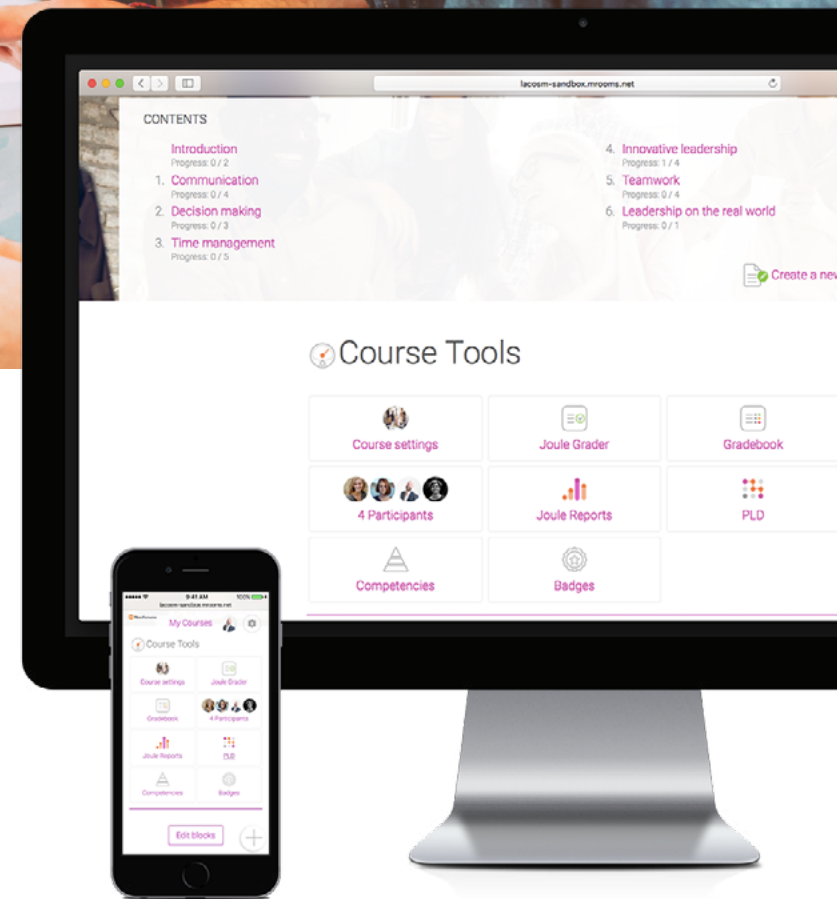 lacosm-sandbox.mrooms.net
CONTENTS
Introduction
Progress: 0 / 2
1. Communication
Progress: 0 / 4
2. Decision making
Progress: 0 / 3
3. Time management
Progress: 0 / 5
4. Innovative leadership
Progress: 1 / 4
5. Teamwork
Progress: 0 / 4
6. Leadership on the real world
Progress: 0 / 1
Create a new
Course Tools
Course settings
Joule Grader
Gradebook
4 Participants
Joule Reports
PLD
Competencies
Badges
9:41 AM
100%
lacosm-sandbox.mrooms.net
My Courses
Course Tools
Course settings
Joule Grader
Gradebook
4 Participants
Joule Reports
PLD
Competencies
Badges
Edit blocks